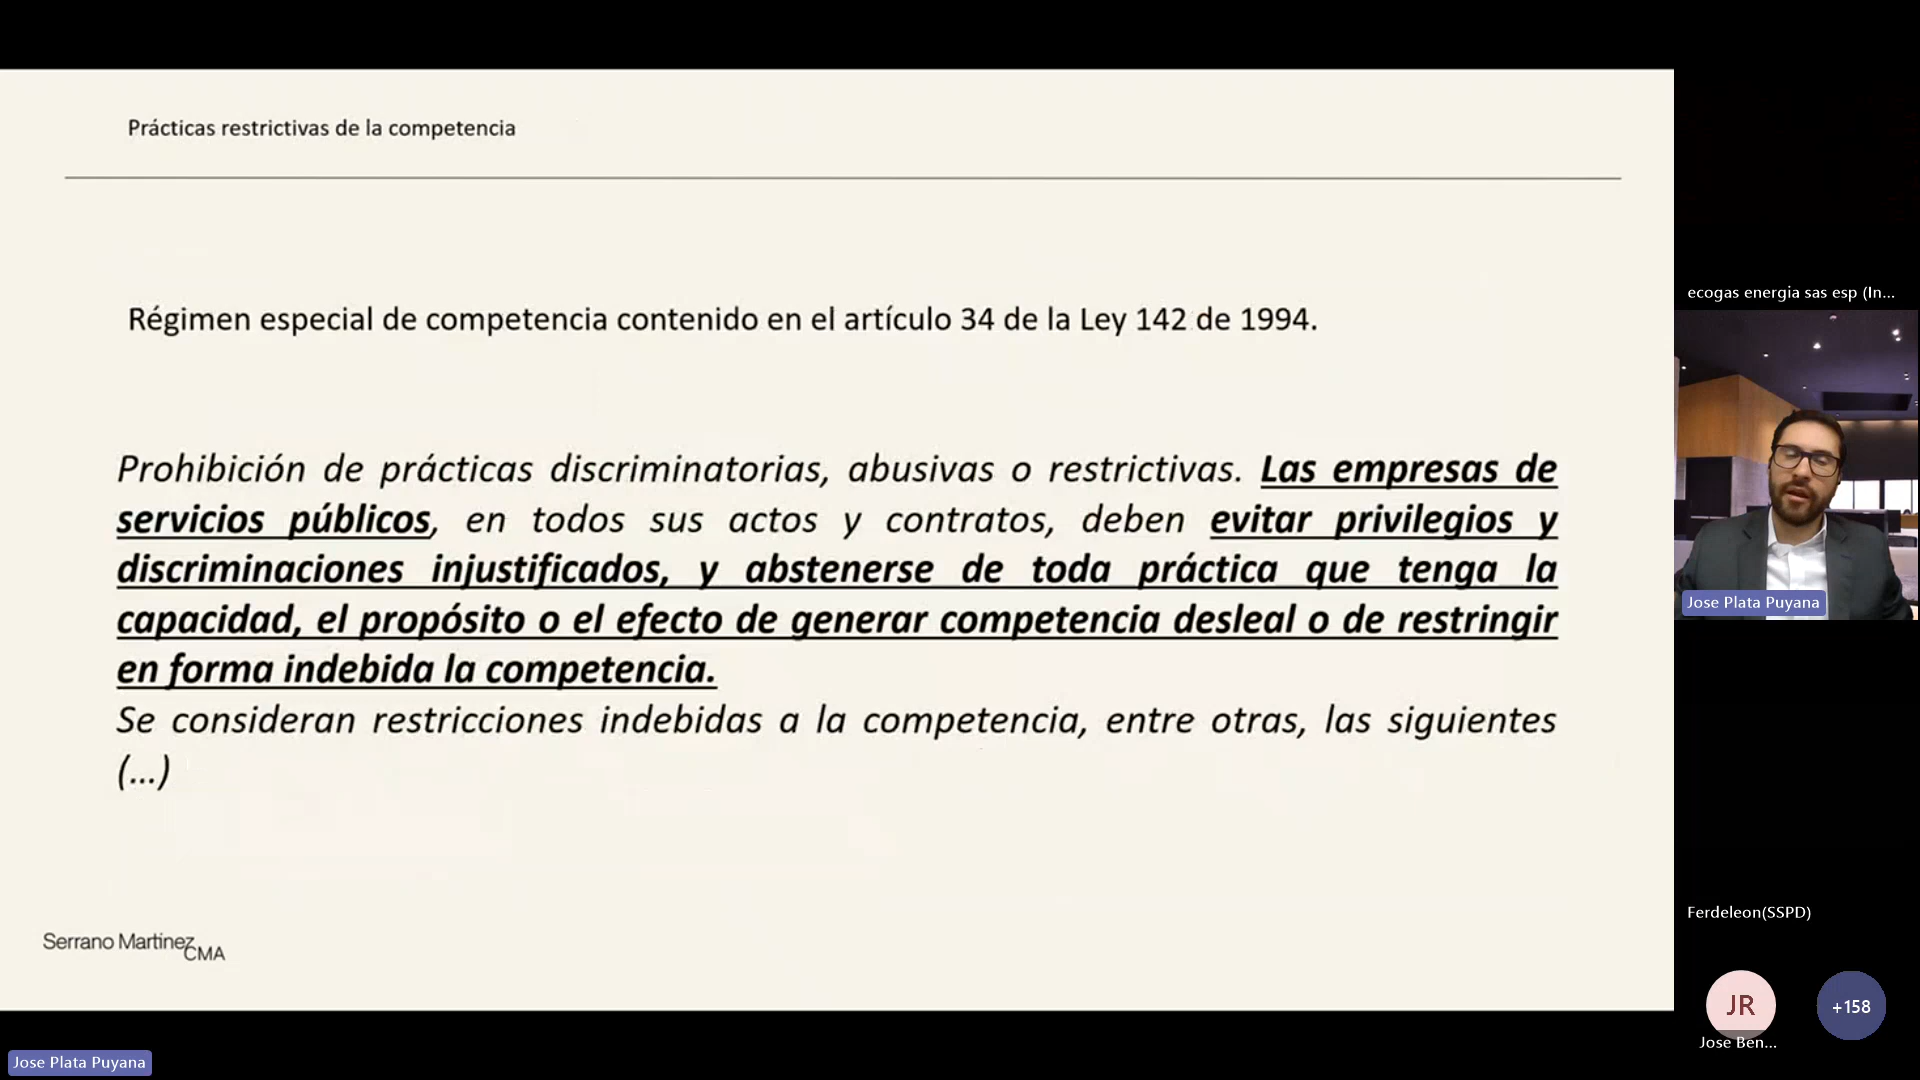 Prácticas restrictivas de la competencia
Régimen especial de competencia contenido en el artículo 34 de la Ley 142 de 1994.
Prohibición de prácticas discriminatorias, abusivas o restrictivas. Las empresas de
servicios públicos, en todos sus actos y contratos, deben evitar privilegios y
discriminaciones injustificados, y abstenerse de toda práctica que tenga la
capacidad, el propósito o el efecto de generar competencia desleal o de restringir
en forma indebida la competencia.
Se consideran restricciones indebidas a la competencia, entre otras, las siguientes
(...)
Serrano Martinez
CMA
Jose Plata Puyana
ecogas energia sas esp (In...
Jose Plata Puyana
Ferdeleon(SSPD)
JR
+158
Jose Ben...